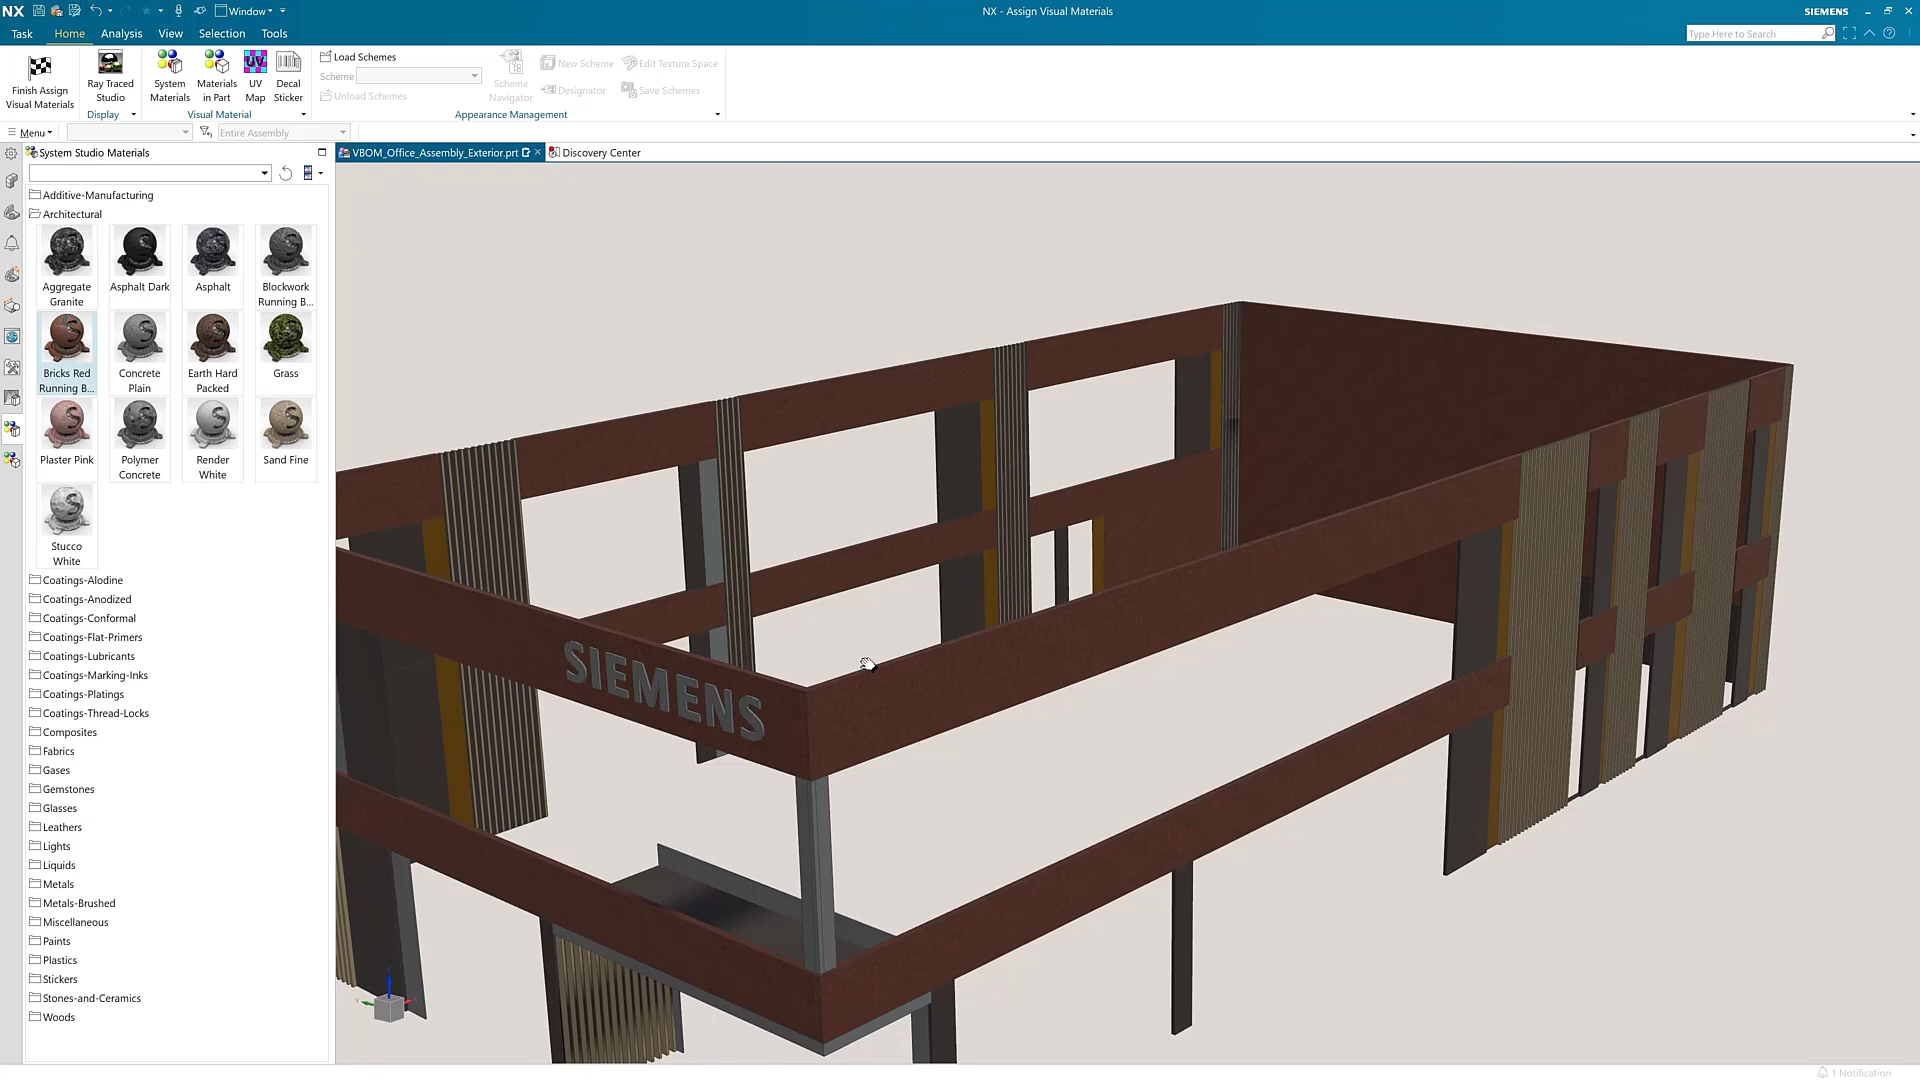 NX
Window
NX - Assign Visual Materials
SIEMENS
Task
Home
Analysis
View
Selection
Tools
Type Here to Search
Finish Assign
Visual Materials
Ray Traced
Studio
System
Materials
Materials
in Part
UV
UV
Map
Decal
Sticker
Load Schemes
Scheme
Unload Schemes
Scheme
Navigator
New Scheme
Designator
Edit Texture Space
Save Schemes
Display
Visual Material
Appearance Management
Menu
Entire Assembly
System Studio Materials
VBOM_Office_Assembly_Exterior.prt
Discovery Center
Additive-Manufacturing
Architectural
Aggregate
Granite
Asphalt Dark
Asphalt
Blockwork
Running B...
Bricks Red
Running B...
Concrete
Plain
Earth Hard
Packed
Grass
Plaster Pink
Polymer
Concrete
Render
White
Sand Fine
Stucco
White
Coatings-Alodine
Coatings-Anodized
Coatings-Conformal
Coatings-Flat-Primers
Coatings-Lubricants
Coatings-Marking-Inks
Coatings-Platings
Coatings-Thread-Locks
Composites
Fabrics
Gases
Gemstones
Glasses
Leathers
Lights
Liquids
Metals
Metals-Brushed
Miscellaneous
Paints
Plastics
Stickers
Stones-and-Ceramics
Woods
SIEMENS
1 Notification